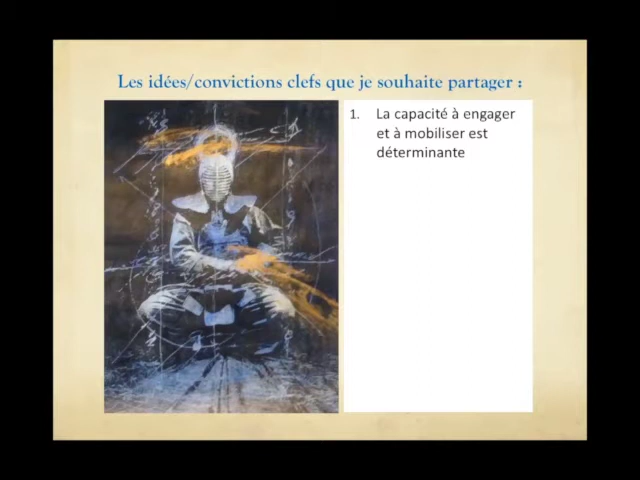 Les idées/convictions clefs que je souhaite partager :
1. La capacité à engager
et à mobiliser est
déterminante